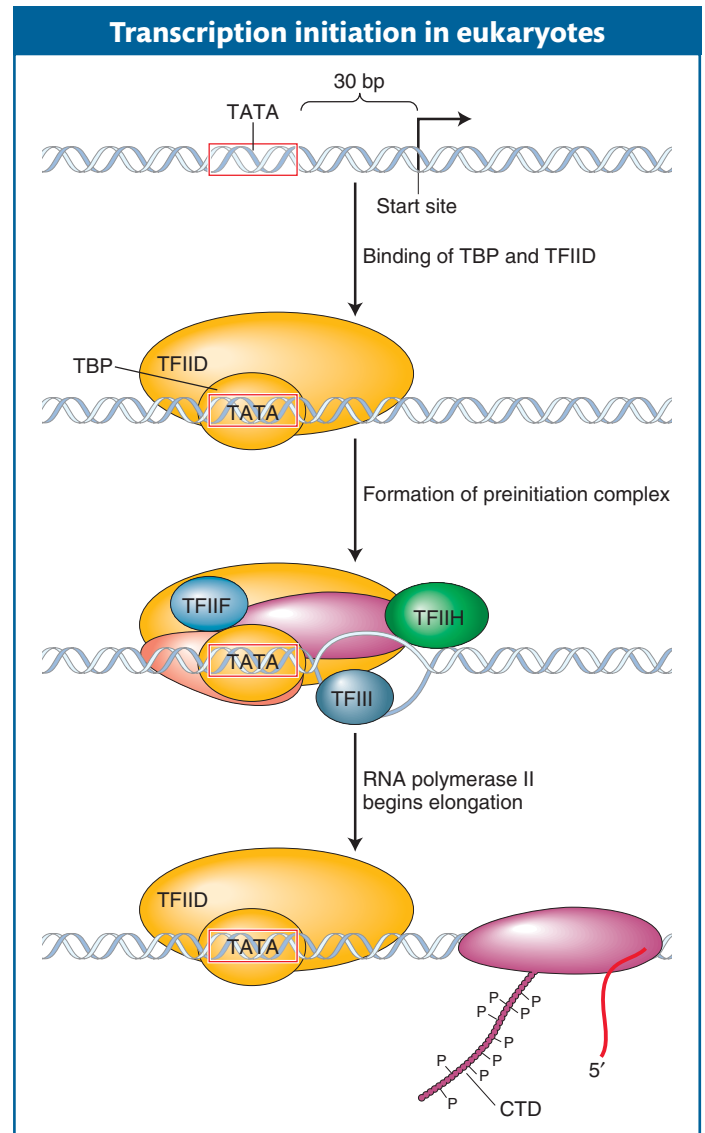 Transcription initiation in eukaryotes
30 bp
TATA
Start site
Binding of TBP and TFIID
TBP
TFIID
TATA
Formation of preinitiation complex
TFIIF
TFIIH
TATA
TFIII
RNA polymerase II
begins elongation
TFIID
TATA
P
P
P
P
P
P
P
P
P
P
P
5′
CTD